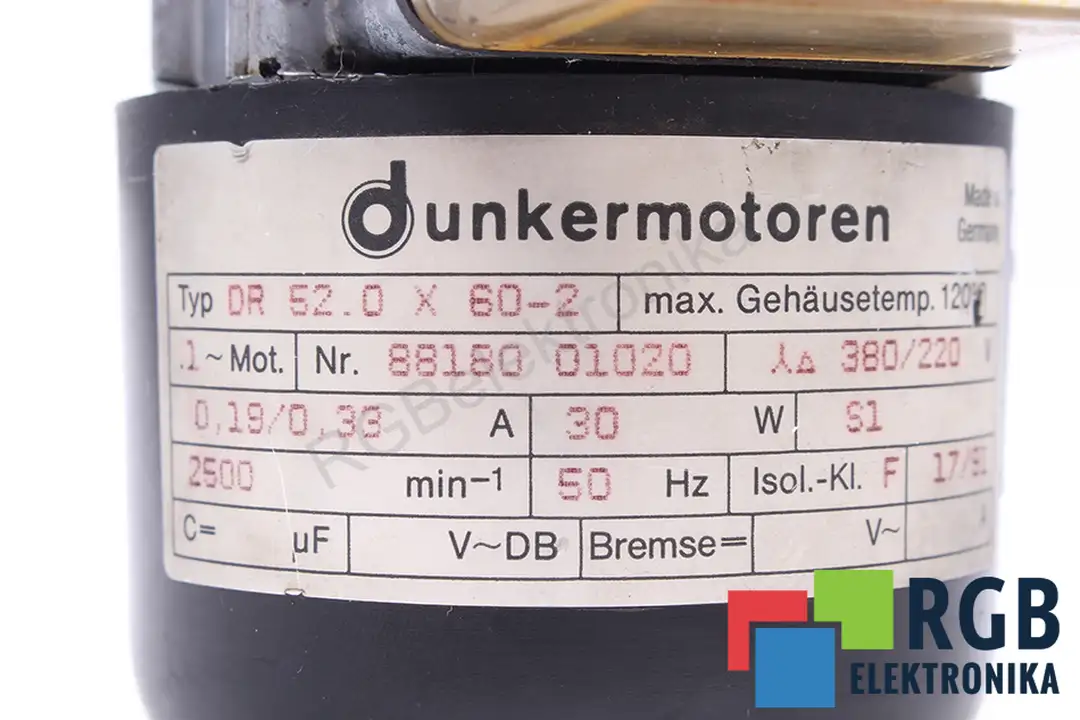 dunkermotoren
Made in
Germany
Typ DR 52.0 X 60-2 max. Gehäusetemp. 120°C
.1~Mot. Nr. 88180 01020 ⅄△ 380/220 V
0,19/0,33 A 30 W S1
2500 min-1 50 Hz Isol.-Kl. F 17/
C= µF V~DB Bremse= V~ A
RGBelektronika
RGB
ELEKTRONIKA